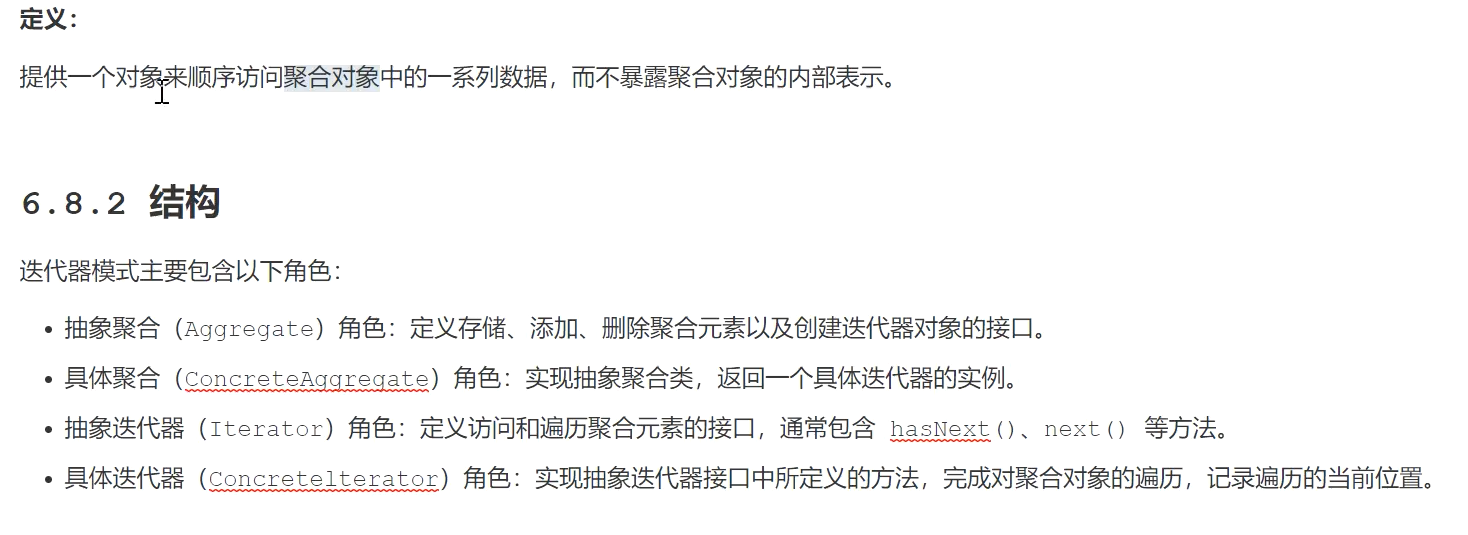 定义：
提供一个对象来顺序访问聚合对象中的一系列数据，而不暴露聚合对象的内部表示。
6.8.2 结构
迭代器模式主要包含以下角色：
• 抽象聚合（Aggregate）角色：定义存储、添加、删除聚合元素以及创建迭代器对象的接口。
• 具体聚合（ConcreteAggregate）角色：实现抽象聚合类，返回一个具体迭代器的实例。
• 抽象迭代器（Iterator）角色：定义访问和遍历聚合元素的接口，通常包含 hasNext()、next() 等方法。
• 具体迭代器（Concretelterator）角色：实现抽象迭代器接口中所定义的方法，完成对聚合对象的遍历，记录遍历的当前位置。